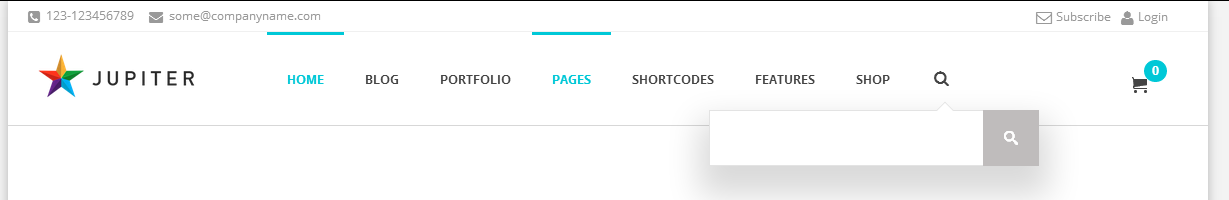 123-123456789 some@companyname.com Subscribe Login
JUPITER HOME BLOG PORTFOLIO PAGES SHORTCODES FEATURES SHOP 0